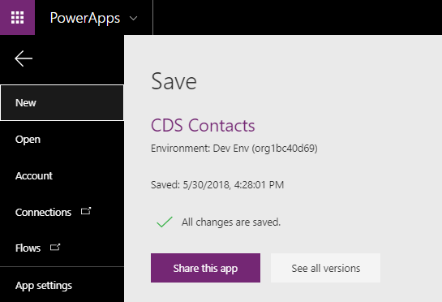 PowerApps
New
Open
Account
Connections
Flows
App settings
Save
CDS Contacts
Environment: Dev Env (org1bc40d69)
Saved: 5/30/2018, 4:28:01 PM
All changes are saved.
Share this app
See all versions